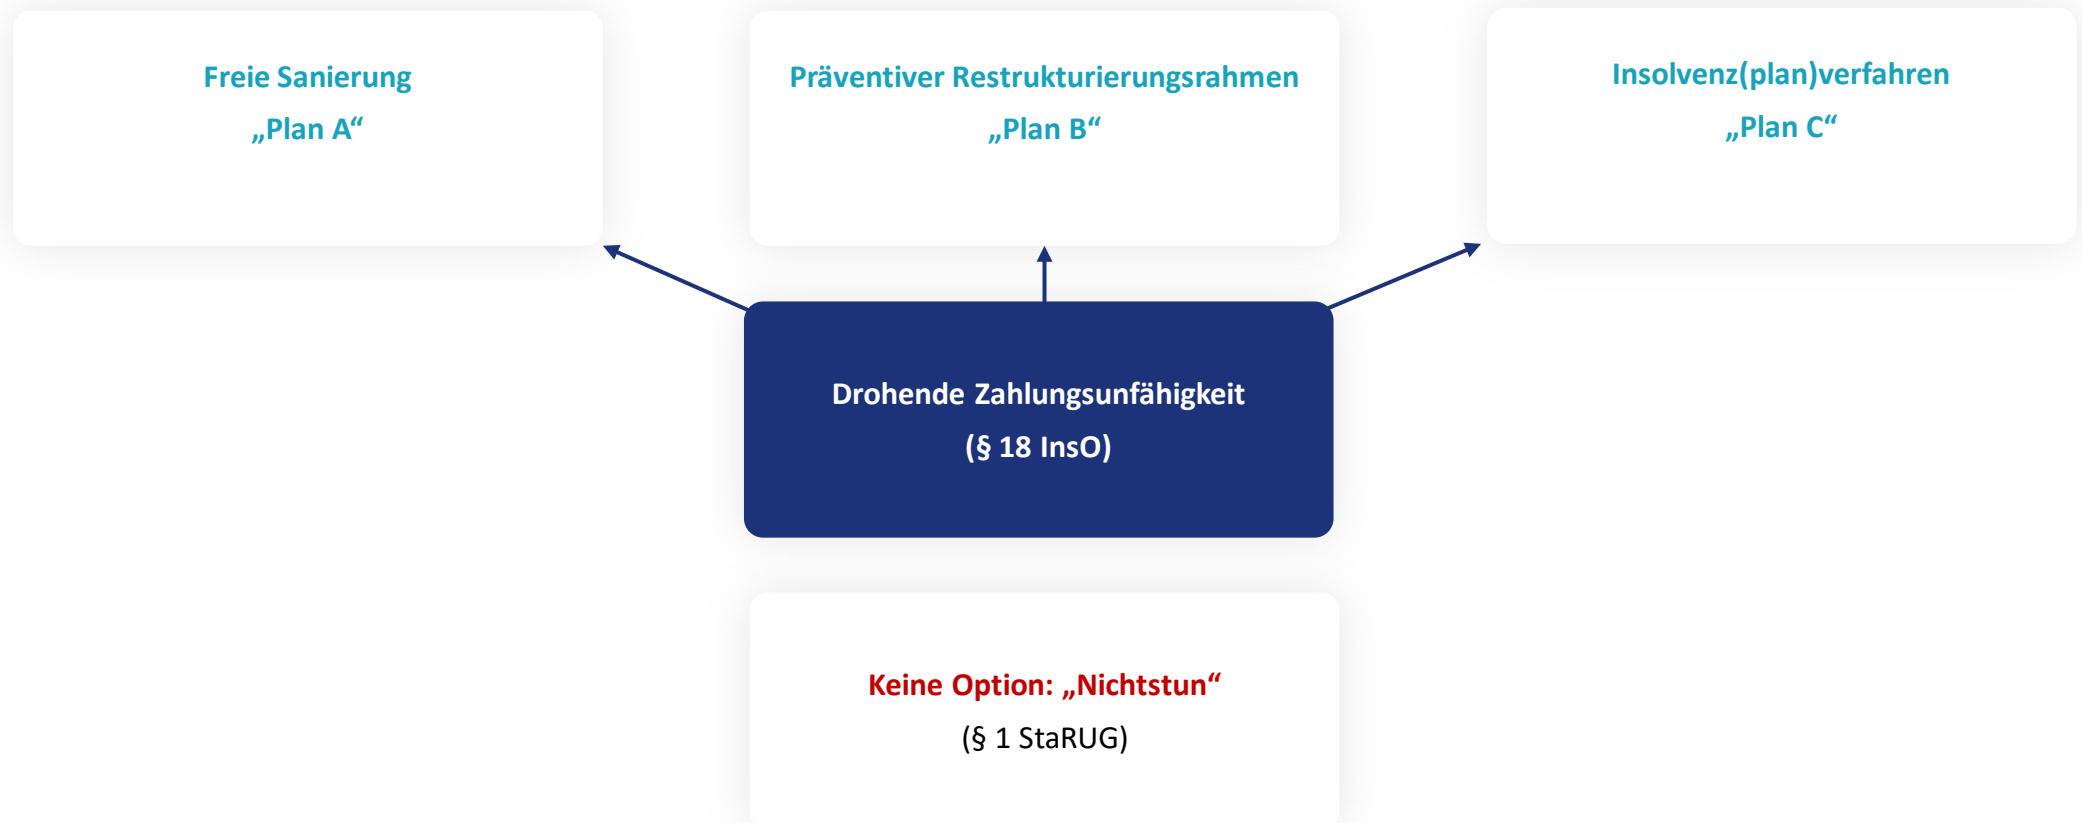 Freie Sanierung
„Plan A“
Präventiver Restrukturierungsrahmen
„Plan B“
Insolvenz(plan)verfahren
„Plan C“
Drohende Zahlungsunfähigkeit
(§ 18 InsO)
Keine Option: „Nichtstun“
(§ 1 StaRUG)